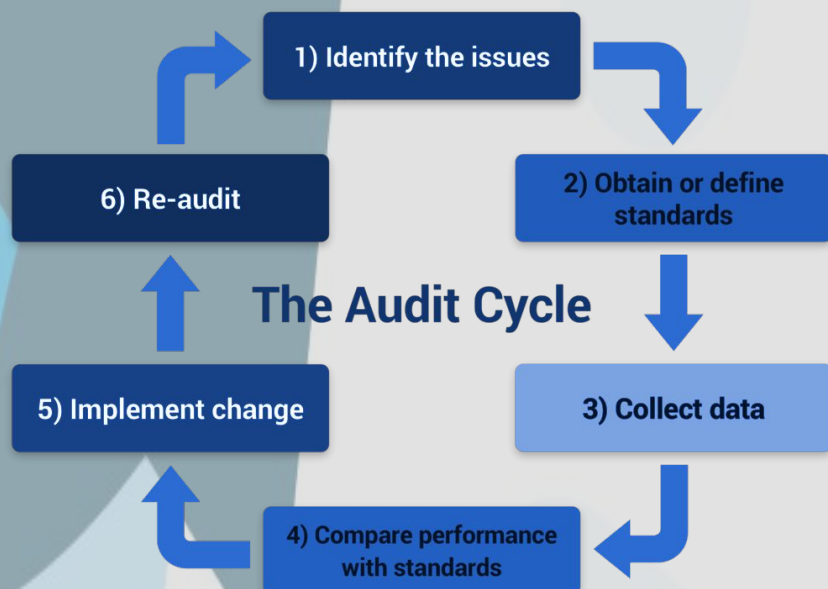 1) Identify the issues
2) Obtain or define
standards
3) Collect data
4) Compare performance
with standards
5) Implement change
6) Re-audit
The Audit Cycle